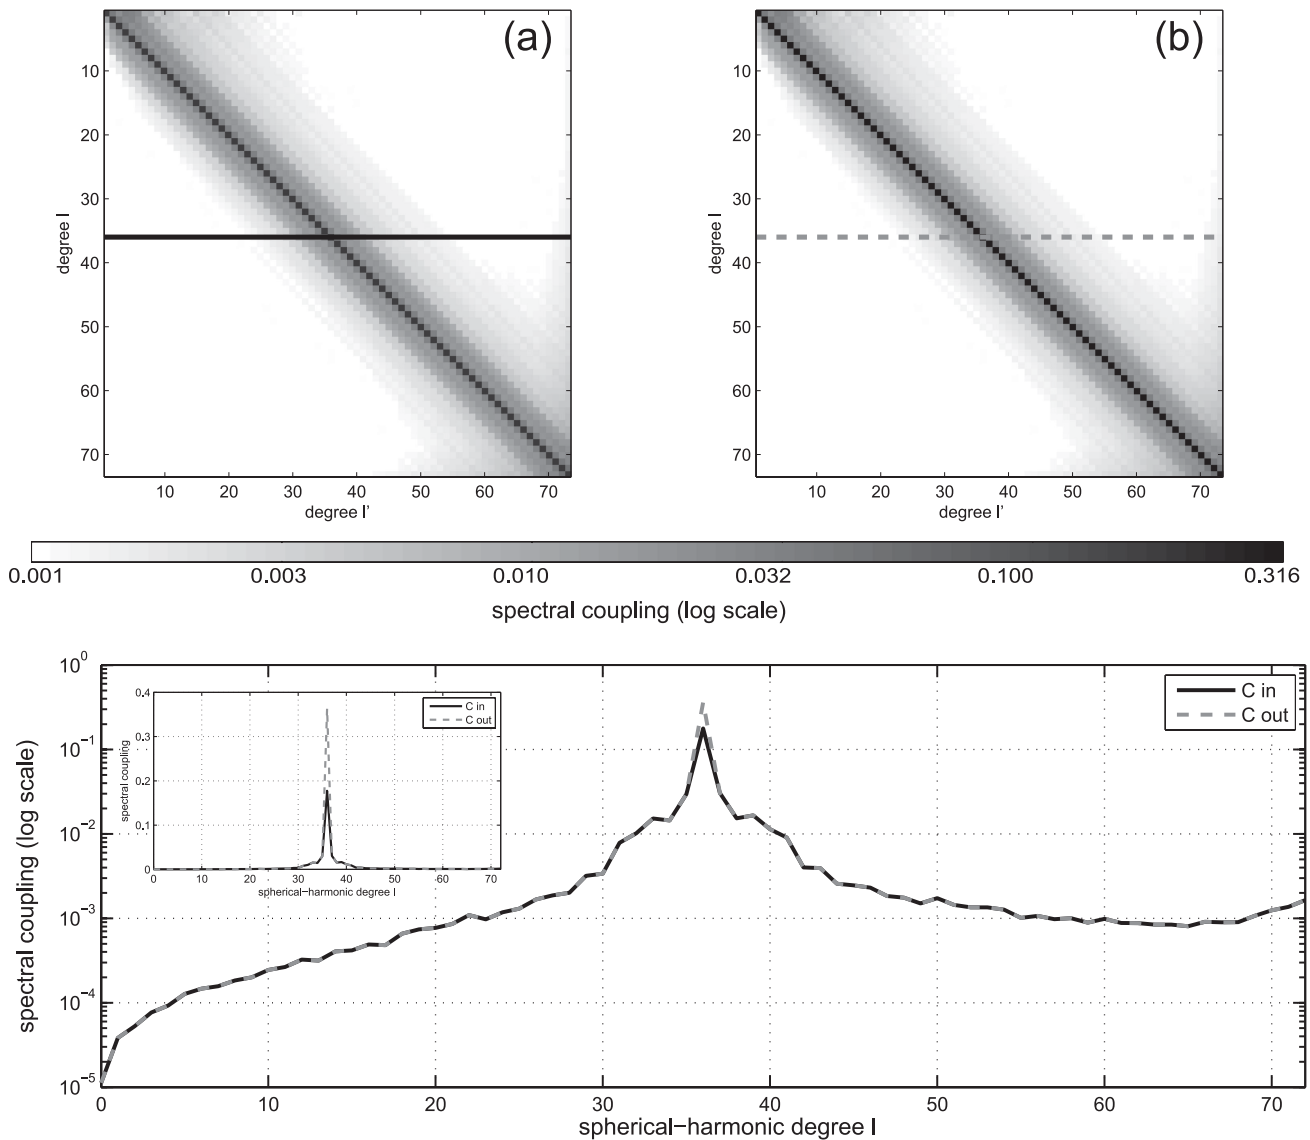 (a)
10
20
30
40
50
60
70
degree l
10 20 30 40 50 60 70
degree l'
(b)
10
20
30
40
50
60
70
degree l
10 20 30 40 50 60 70
degree l'
0.001 0.003 0.010 0.032 0.100 0.316
spectral coupling (log scale)
10^0
10^-1
10^-2
10^-3
10^-4
10^-5
spectral coupling (log scale)
C in
C out
0.4
0.3
0.2
0.1
0
spectral coupling
C in
C out
0 10 20 30 40 50 60 70
spherical-harmonic degree l
0 10 20 30 40 50 60 70
spherical-harmonic degree l